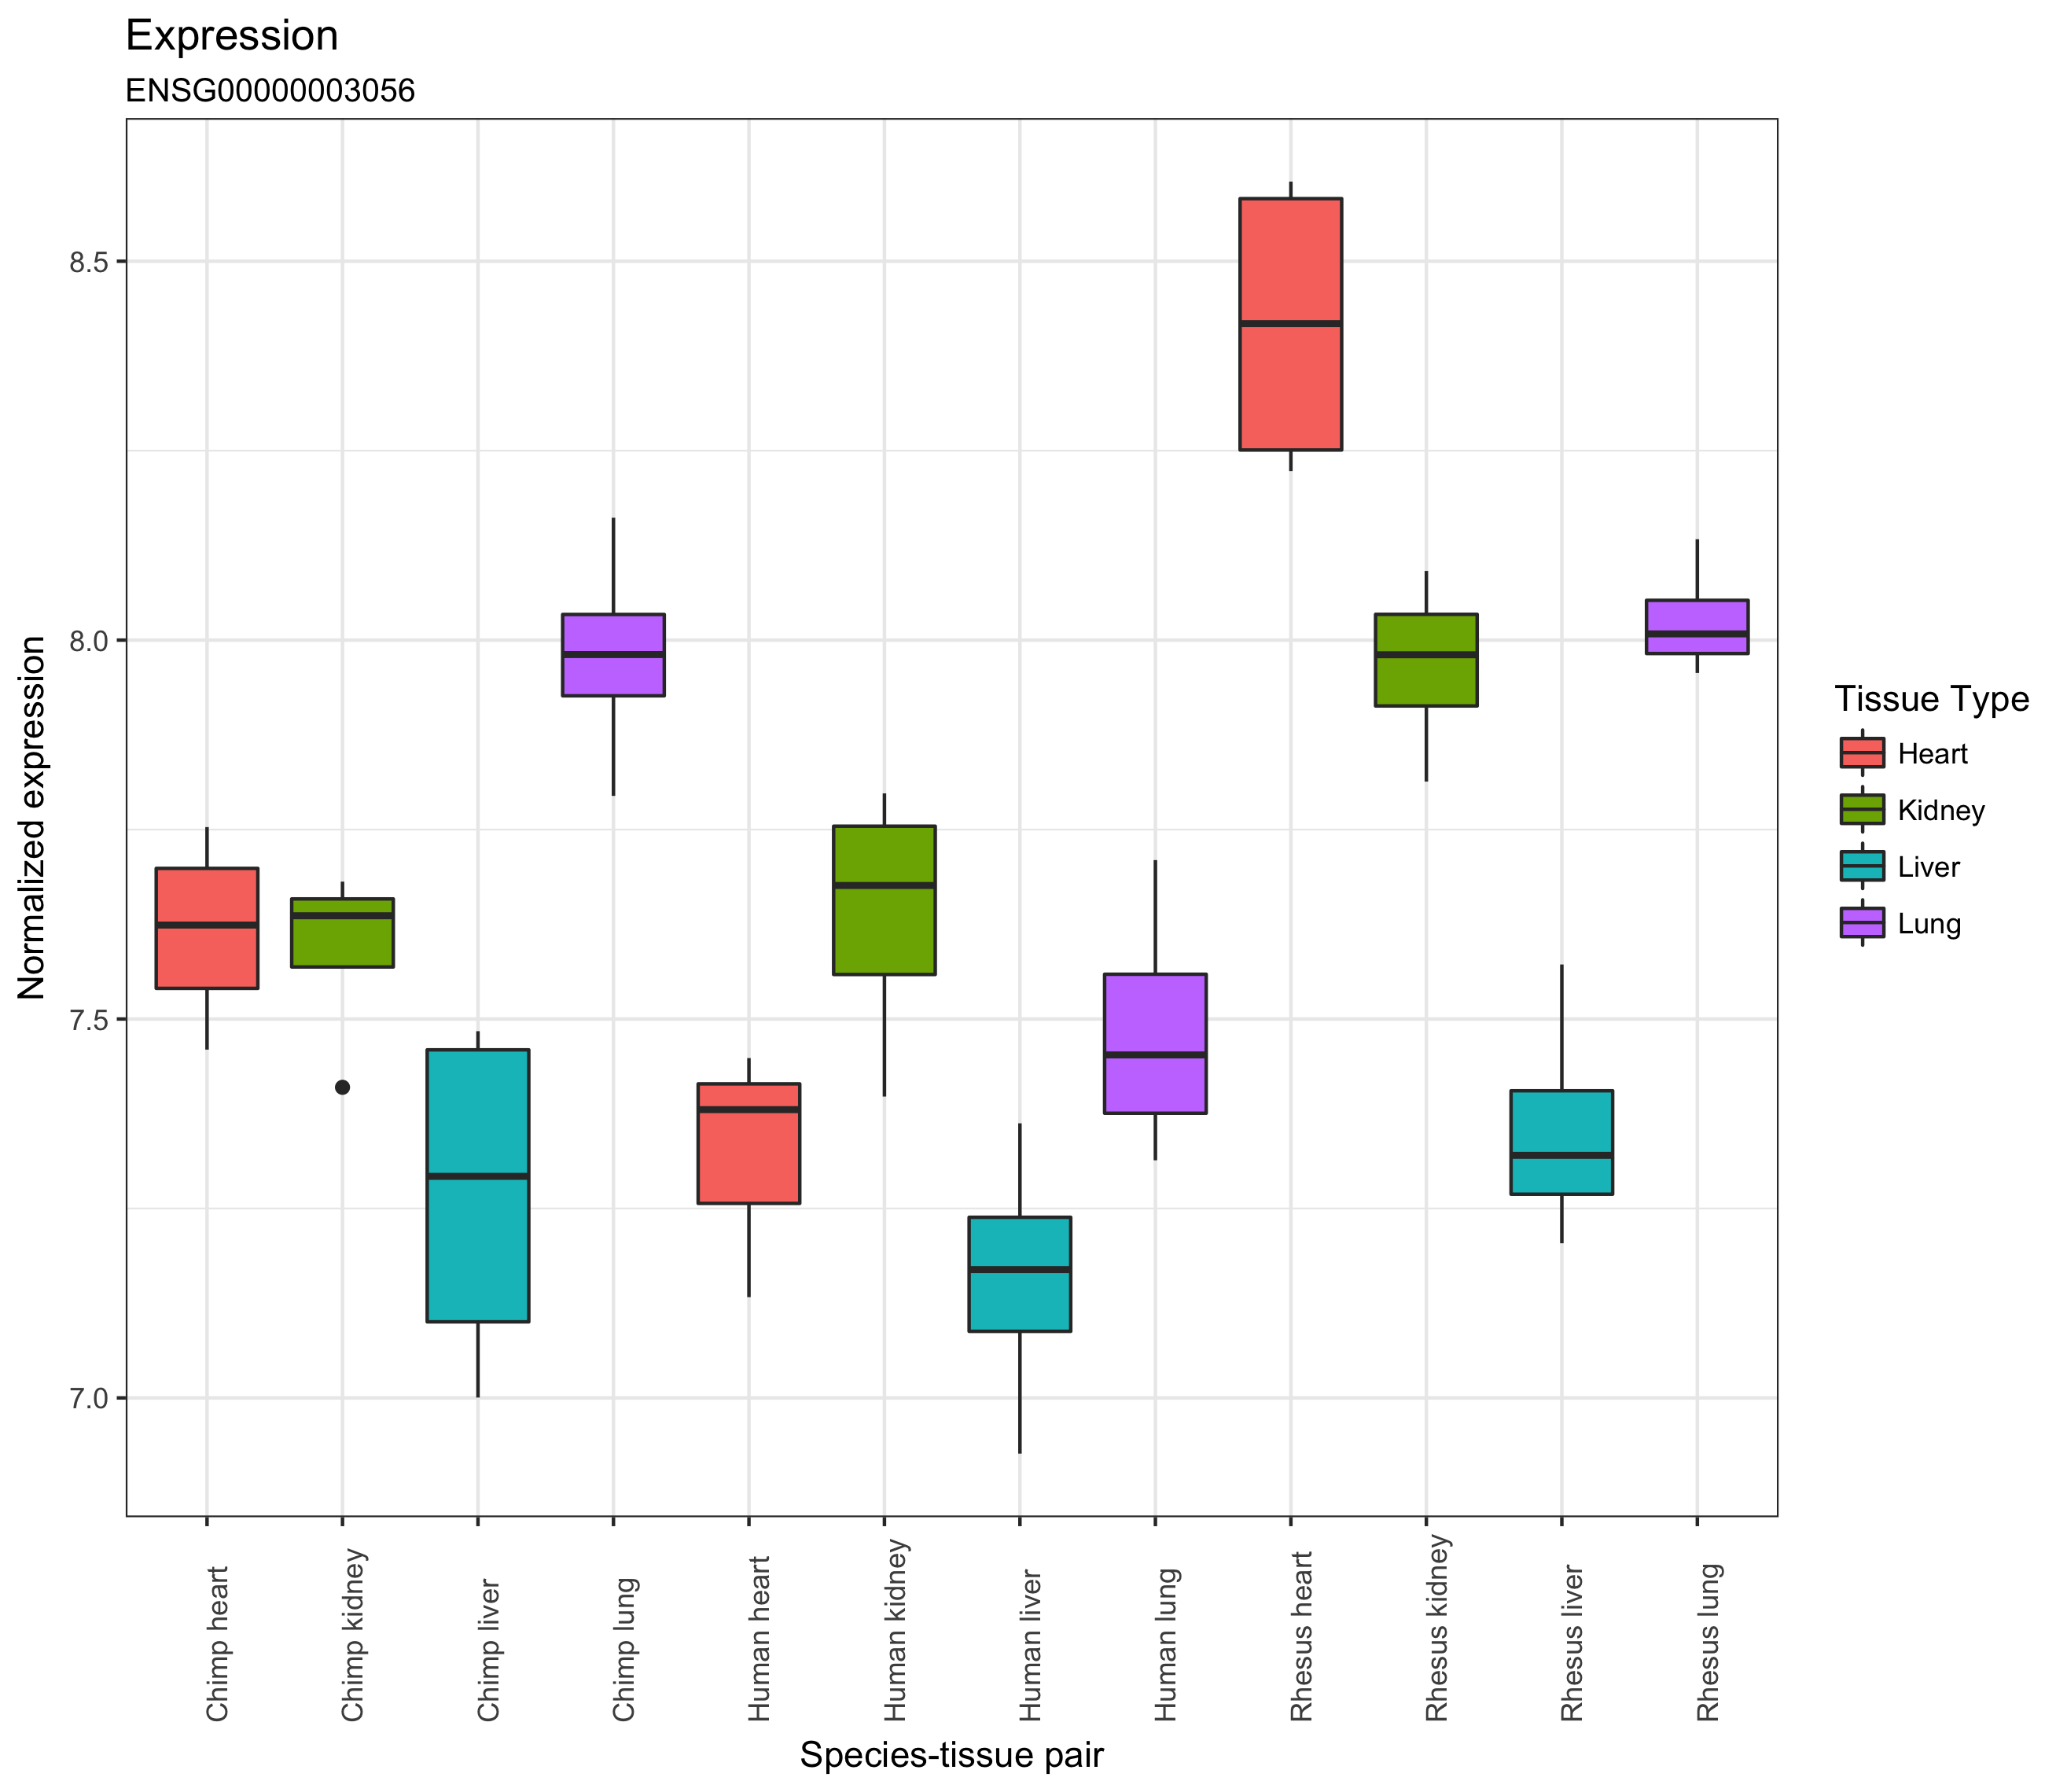 Expression
ENSG00000003056
Normalized expression
8.5
8.0
7.5
7.0
Chimp heart
Chimp kidney
Chimp liver
Chimp lung
Human heart
Human kidney
Human liver
Human lung
Rhesus heart
Rhesus kidney
Rhesus liver
Rhesus lung
Species-tissue pair
Tissue Type
Heart
Kidney
Liver
Lung